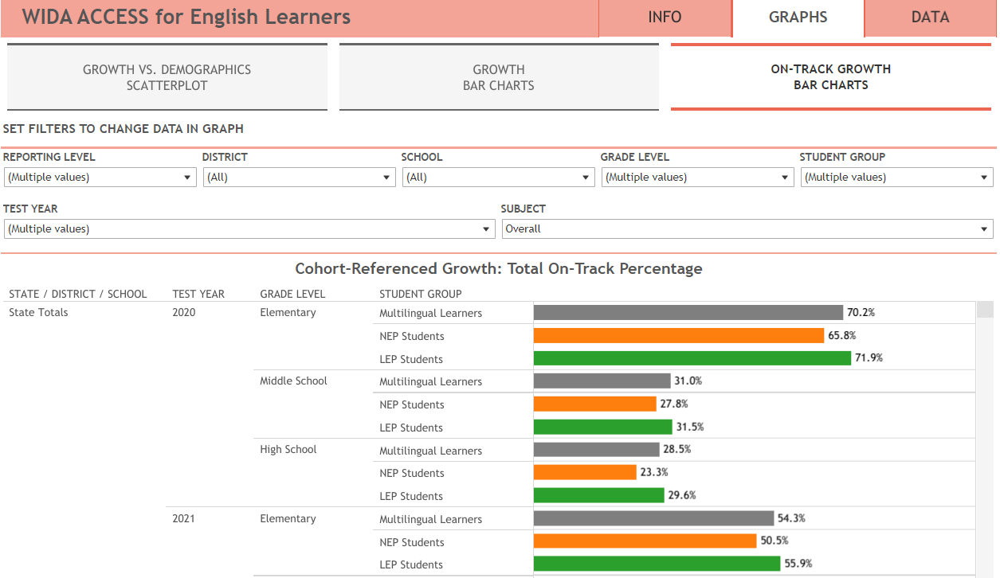 WIDA ACCESS for English Learners INFO GRAPHS DATA
GROWTH VS. DEMOGRAPHICS GROWTH ON-TRACK GROWTH
SCATTERPLOT BAR CHARTS BAR CHARTS
SET FILTERS TO CHANGE DATA IN GRAPH
REPORTING LEVEL DISTRICT SCHOOL GRADE LEVEL STUDENT GROUP
(Multiple values) (All) (All) (Multiple values) (Multiple values)
TEST YEAR SUBJECT
(Multiple values) Overall
Cohort-Referenced Growth: Total On-Track Percentage
STATE / DISTRICT / SCHOOL TEST YEAR GRADE LEVEL STUDENT GROUP
State Totals 2020 Elementary Multilingual Learners 70.2%
NEP Students 65.8%
LEP Students 71.9%
Middle School Multilingual Learners 31.0%
NEP Students 27.8%
LEP Students 31.5%
High School Multilingual Learners 28.5%
NEP Students 23.3%
LEP Students 29.6%
2021 Elementary Multilingual Learners 54.3%
NEP Students 50.5%
LEP Students 55.9%